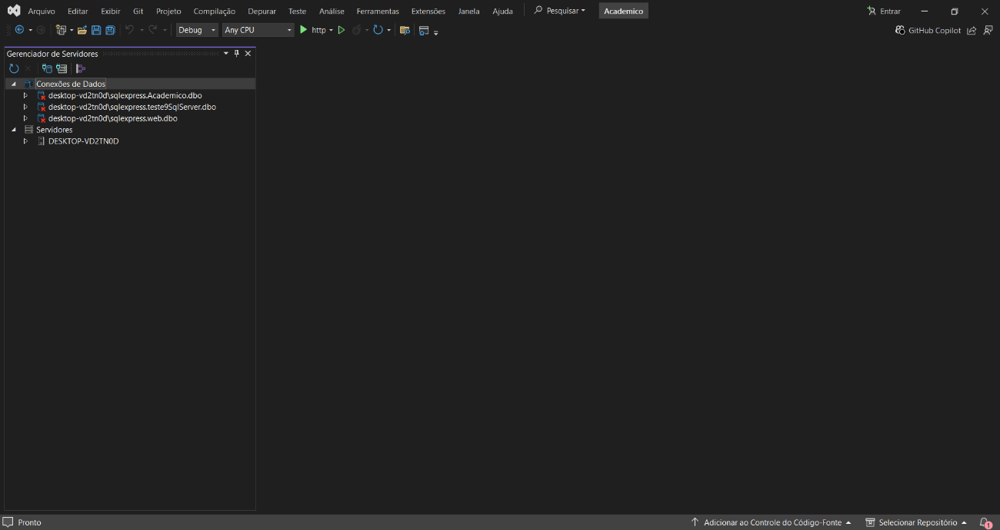 Arquivo Editar Exibir Git Projeto Compilação Depurar Teste Análise Ferramentas Extensões Janela Ajuda Pesquisar Academico Entrar
Debug Any CPU http GitHub Copilot
Gerenciador de Servidores
Conexões de Dados
desktop-vd2tn0d\sqlexpress.Academico.dbo
desktop-vd2tn0d\sqlexpress.teste9SqlServer.dbo
desktop-vd2tn0d\sqlexpress.web.dbo
Servidores
DESKTOP-VD2TN0D
Pronto Adicionar ao Controle do Código-Fonte Selecionar Repositório 1